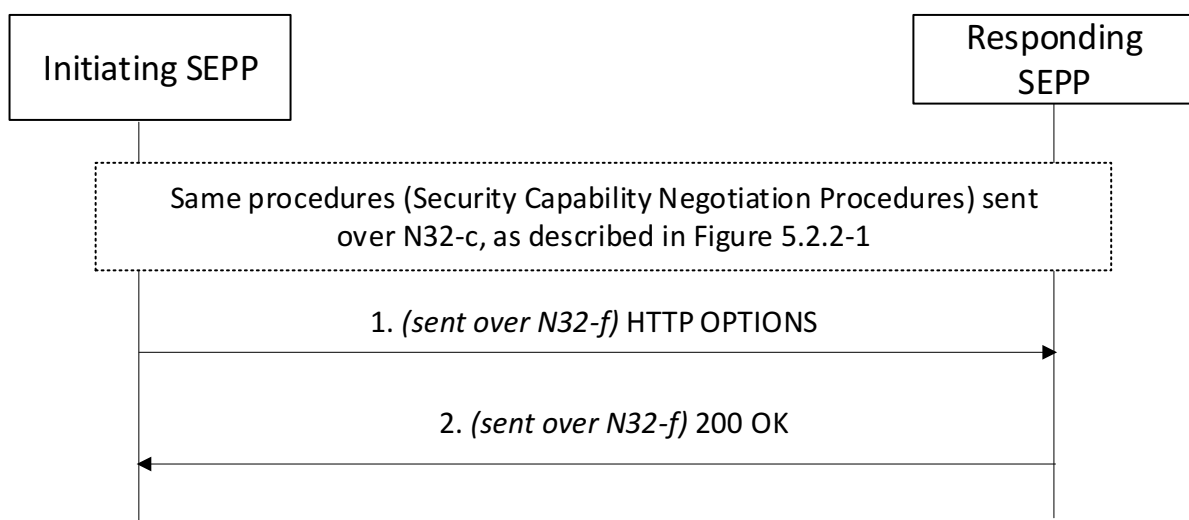 Initiating SEPP
Responding
SEPP
Same procedures (Security Capability Negotiation Procedures) sent
over N32-c, as described in Figure 5.2.2-1
1. (sent over N32-f) HTTP OPTIONS
2. (sent over N32-f) 200 OK